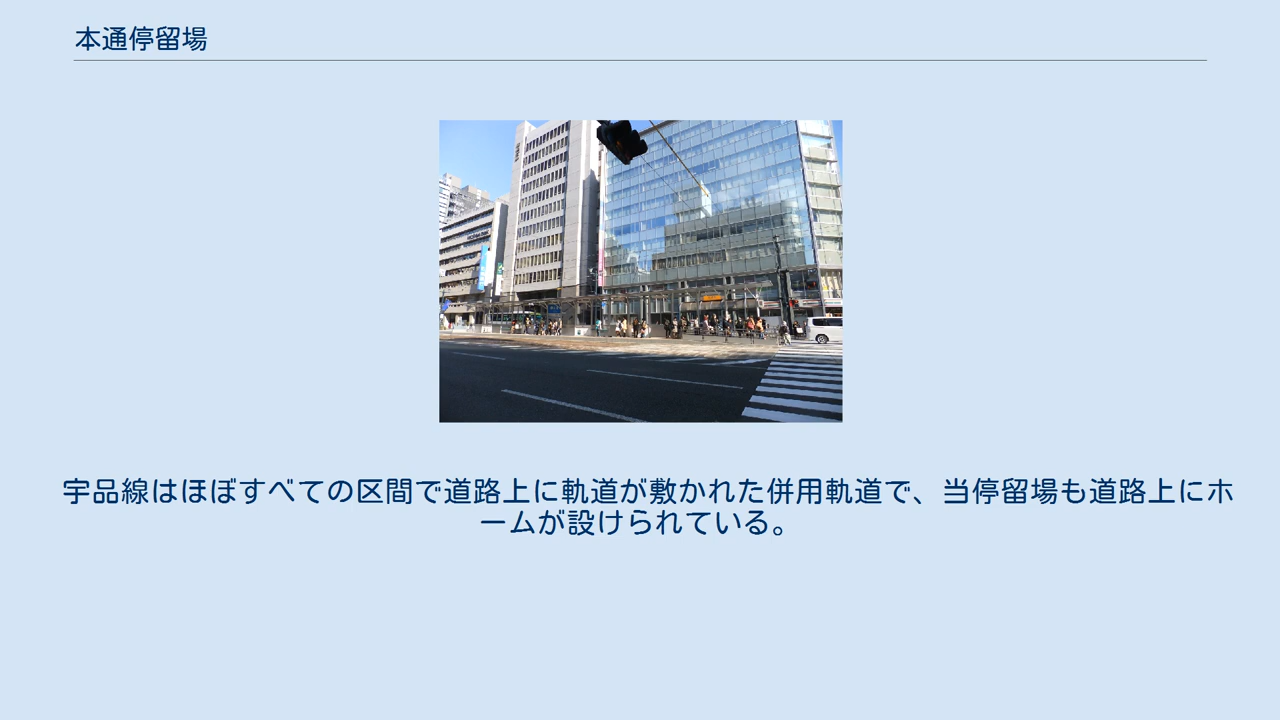 本通停留場
宇品線はほぼすべての区間で道路上に軌道が敷かれた併用軌道で、当停留場も道路上にホ
ームが設けられている。